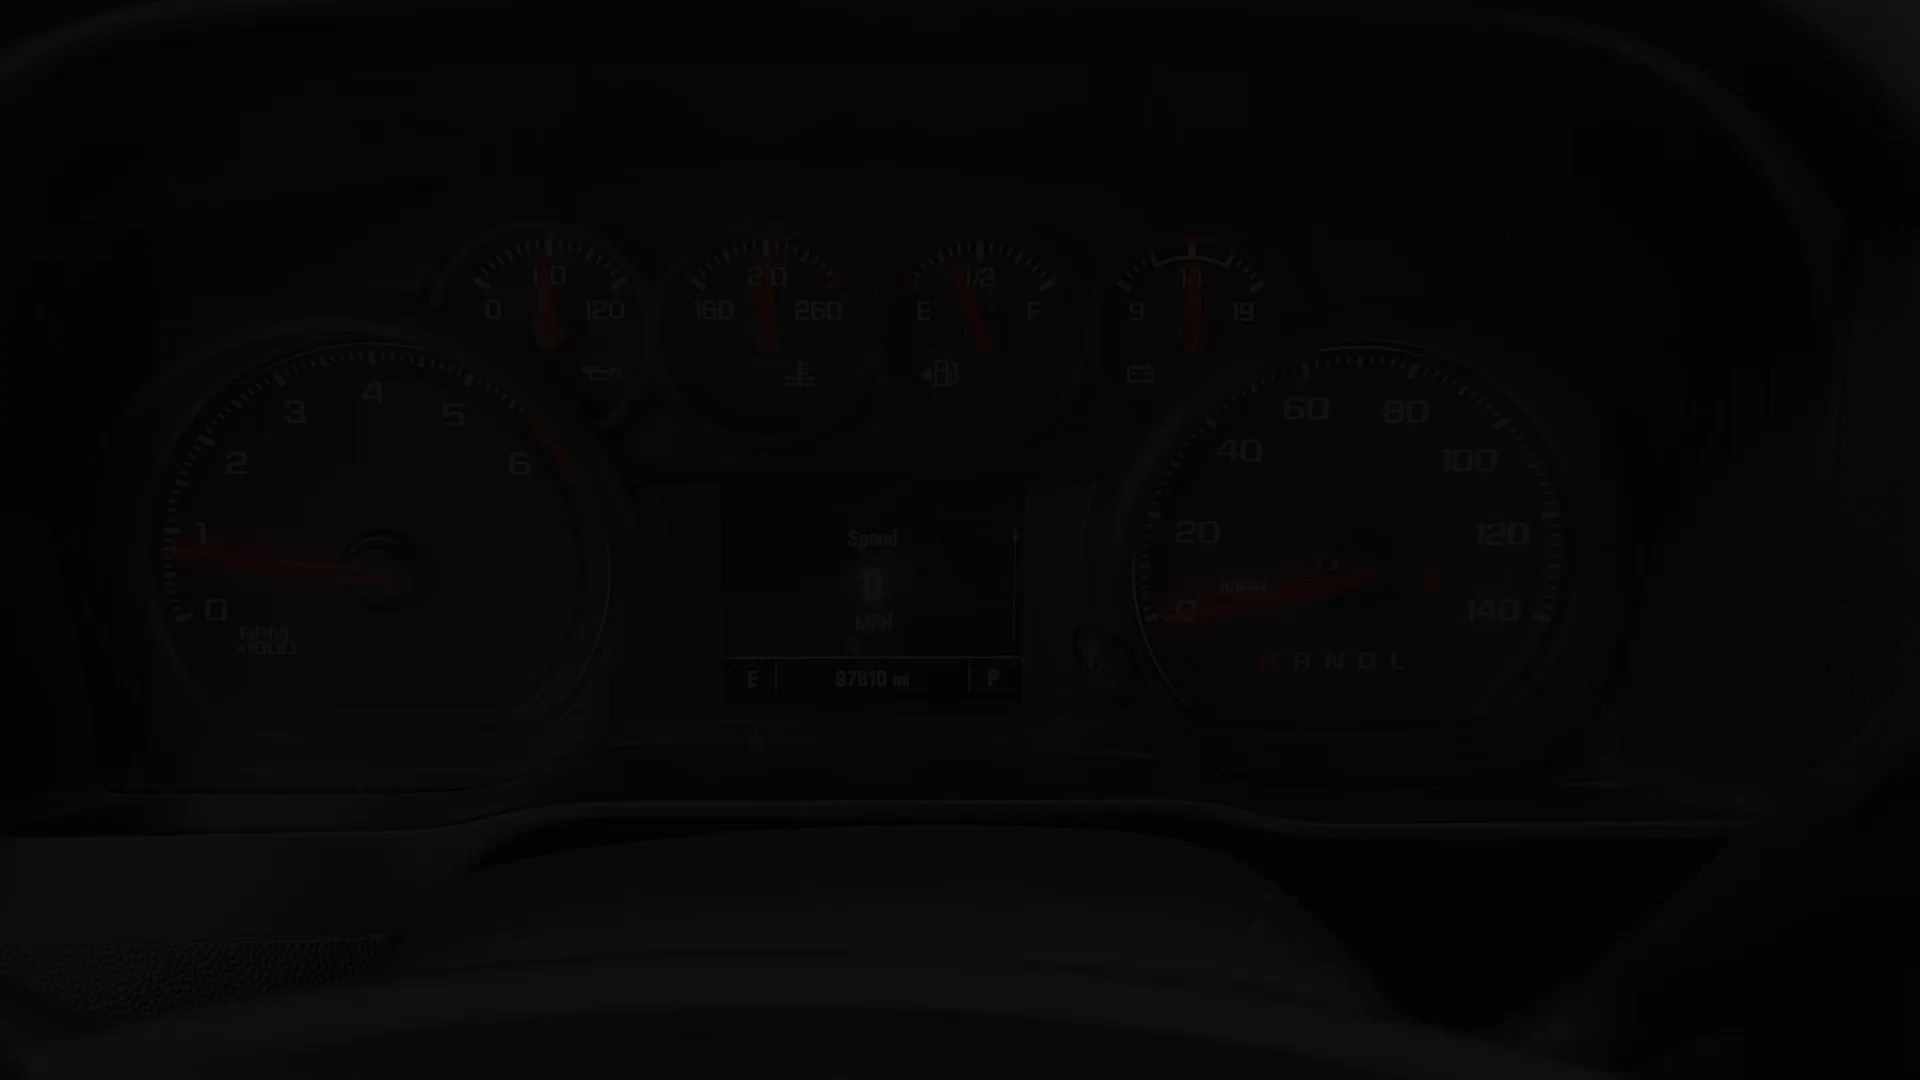 0 120
160 260
E 1/2 F
9 19
0 1 2 3 4 5 6
RPM
x1000
Speed
0
MPH
E 97810 mi P
0 20 40 60 80 100 120 140
MPH
P R N D L